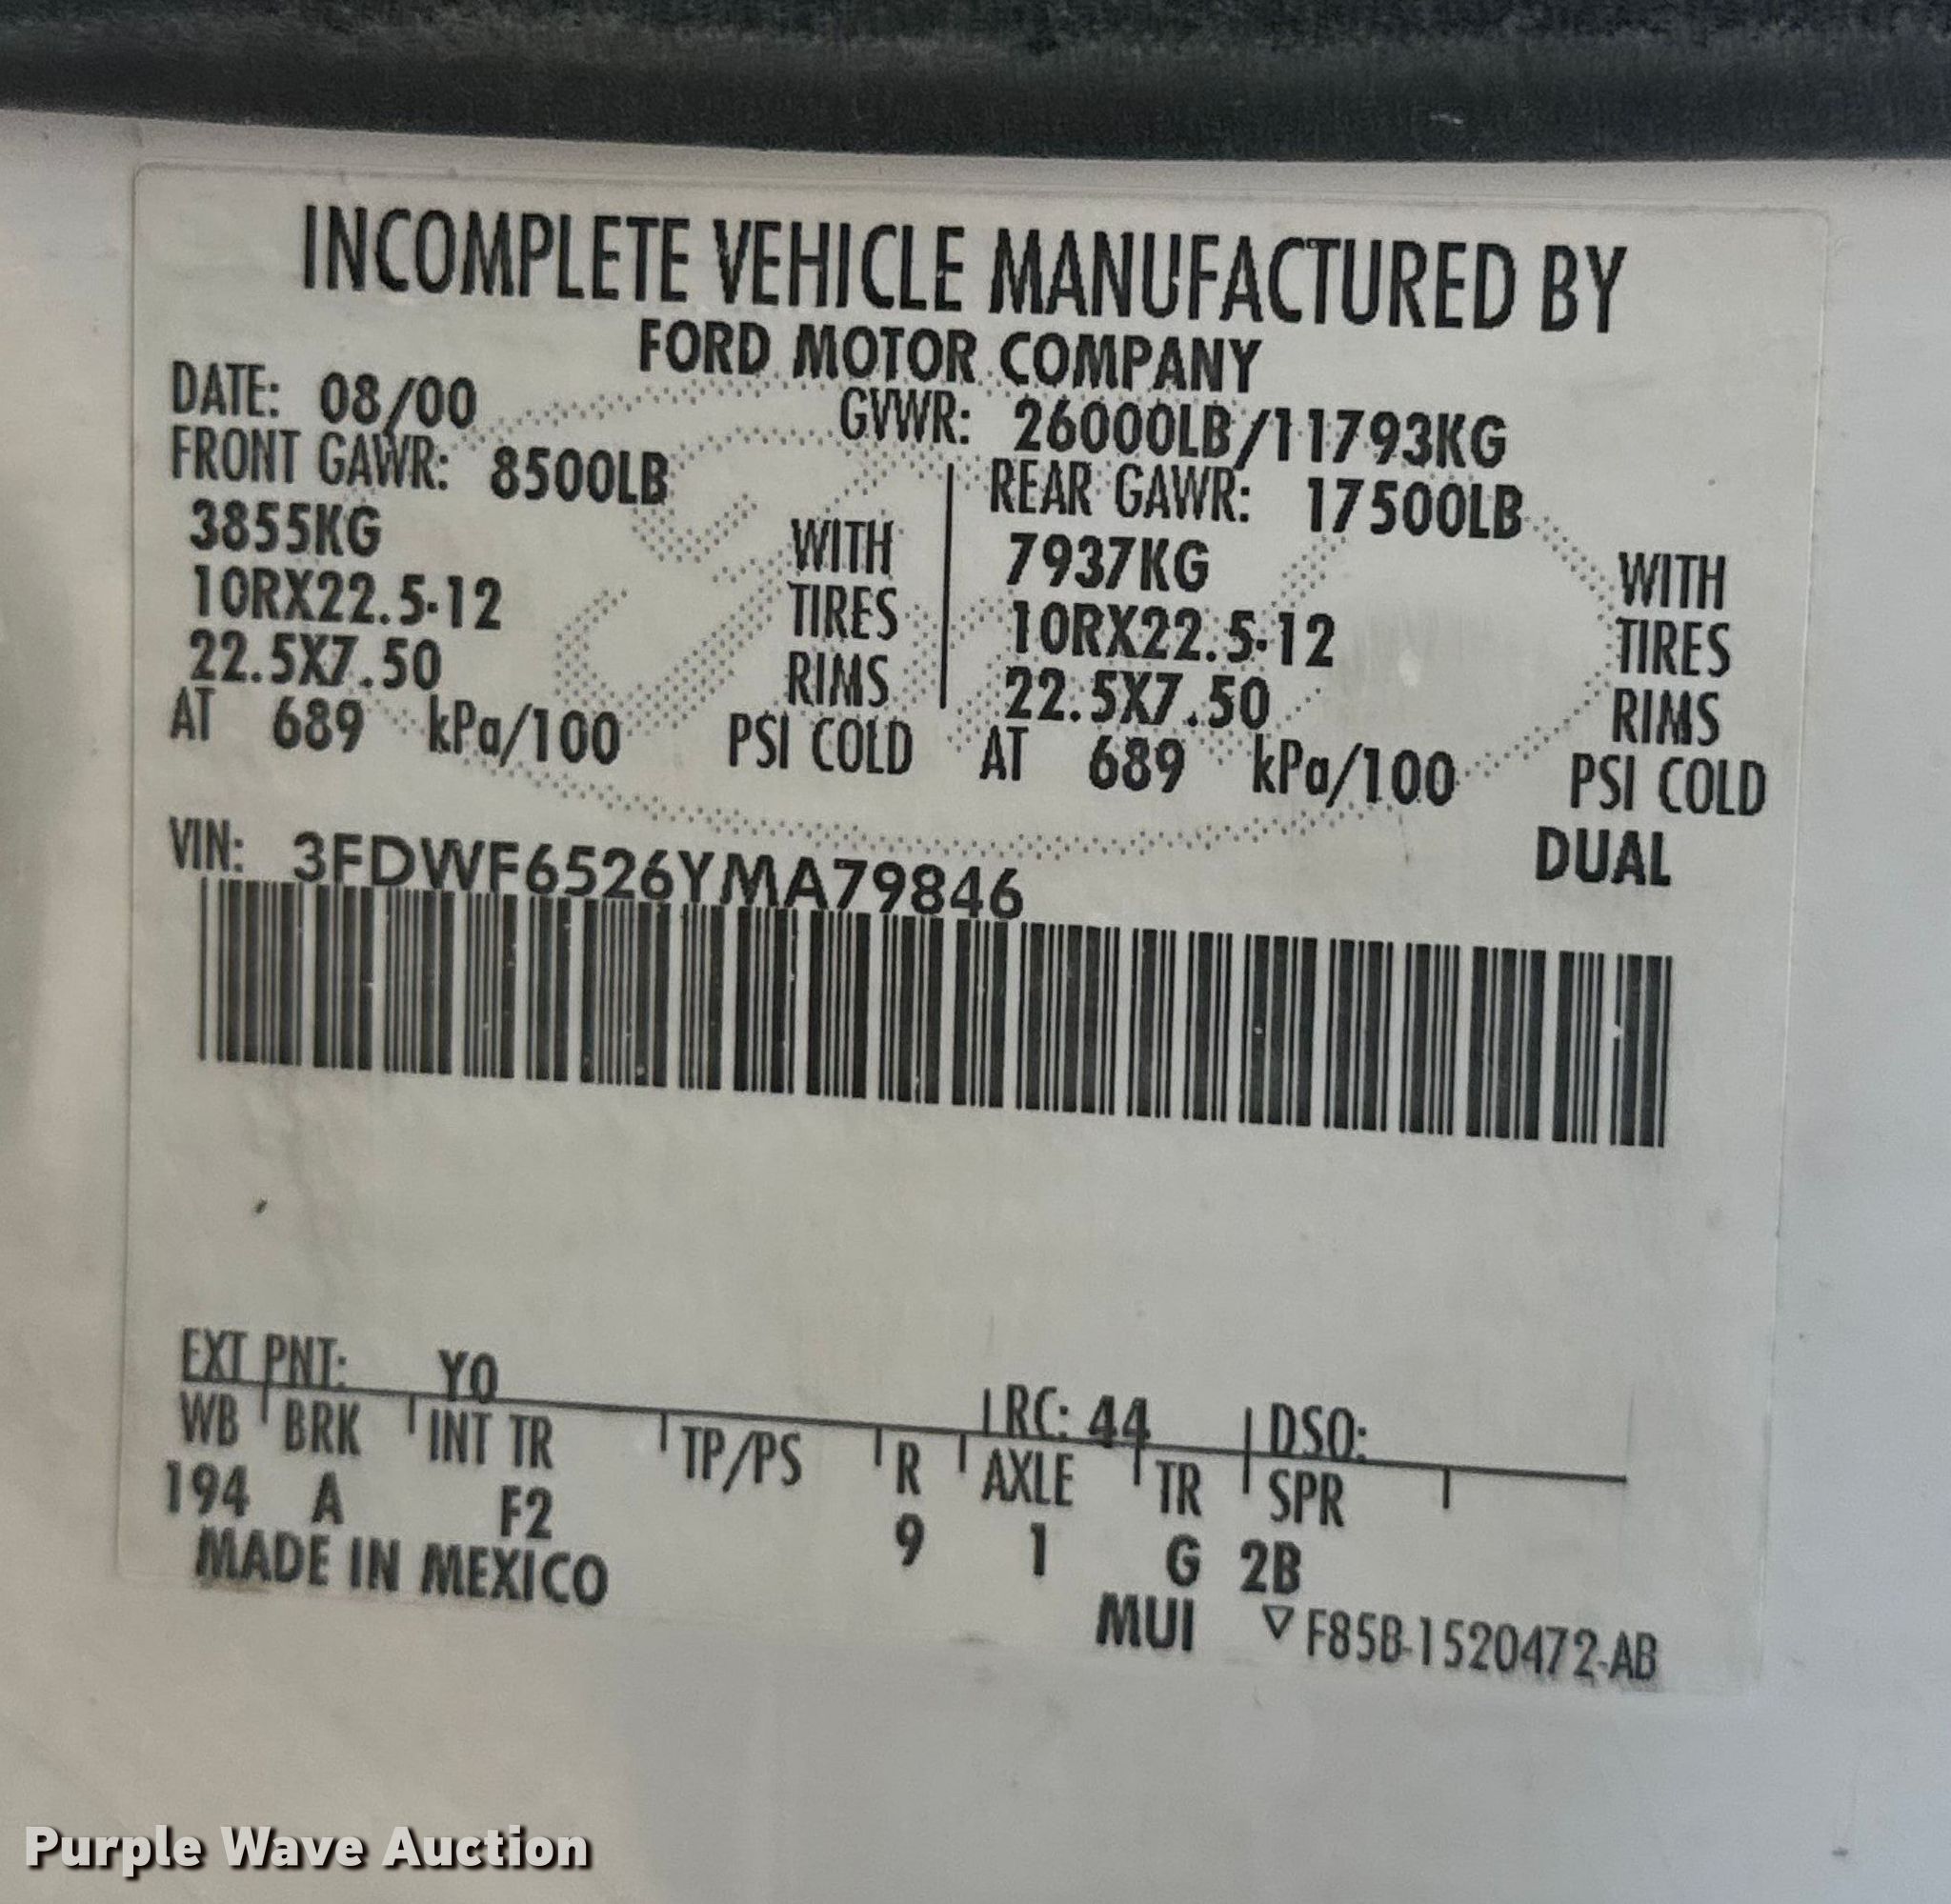 INCOMPLETE VEHICLE MANUFACTURED BY
FORD MOTOR COMPANY
DATE: 08/00
GVWR: 26000LB/11793KG
FRONT GAWR: 8500LB
3855KG WITH
10RX22.5-12 TIRES
22.5X7.50 RIMS
AT 689 kPa/100 PSI COLD
REAR GAWR: 17500LB
7937KG WITH
10RX22.5-12 TIRES
22.5X7.50 RIMS
AT 689 kPa/100 PSI COLD
DUAL
VIN: 3FDWF6526YMA79846
EXT PNT: YO RC: 44 DSO:
WB BRK INT TR TP/PS R AXLE TR SPR
194 A F2 9 1 G 2B
MADE IN MEXICO
MUI ▽ F85B-1520472-AB
Purple Wave Auction